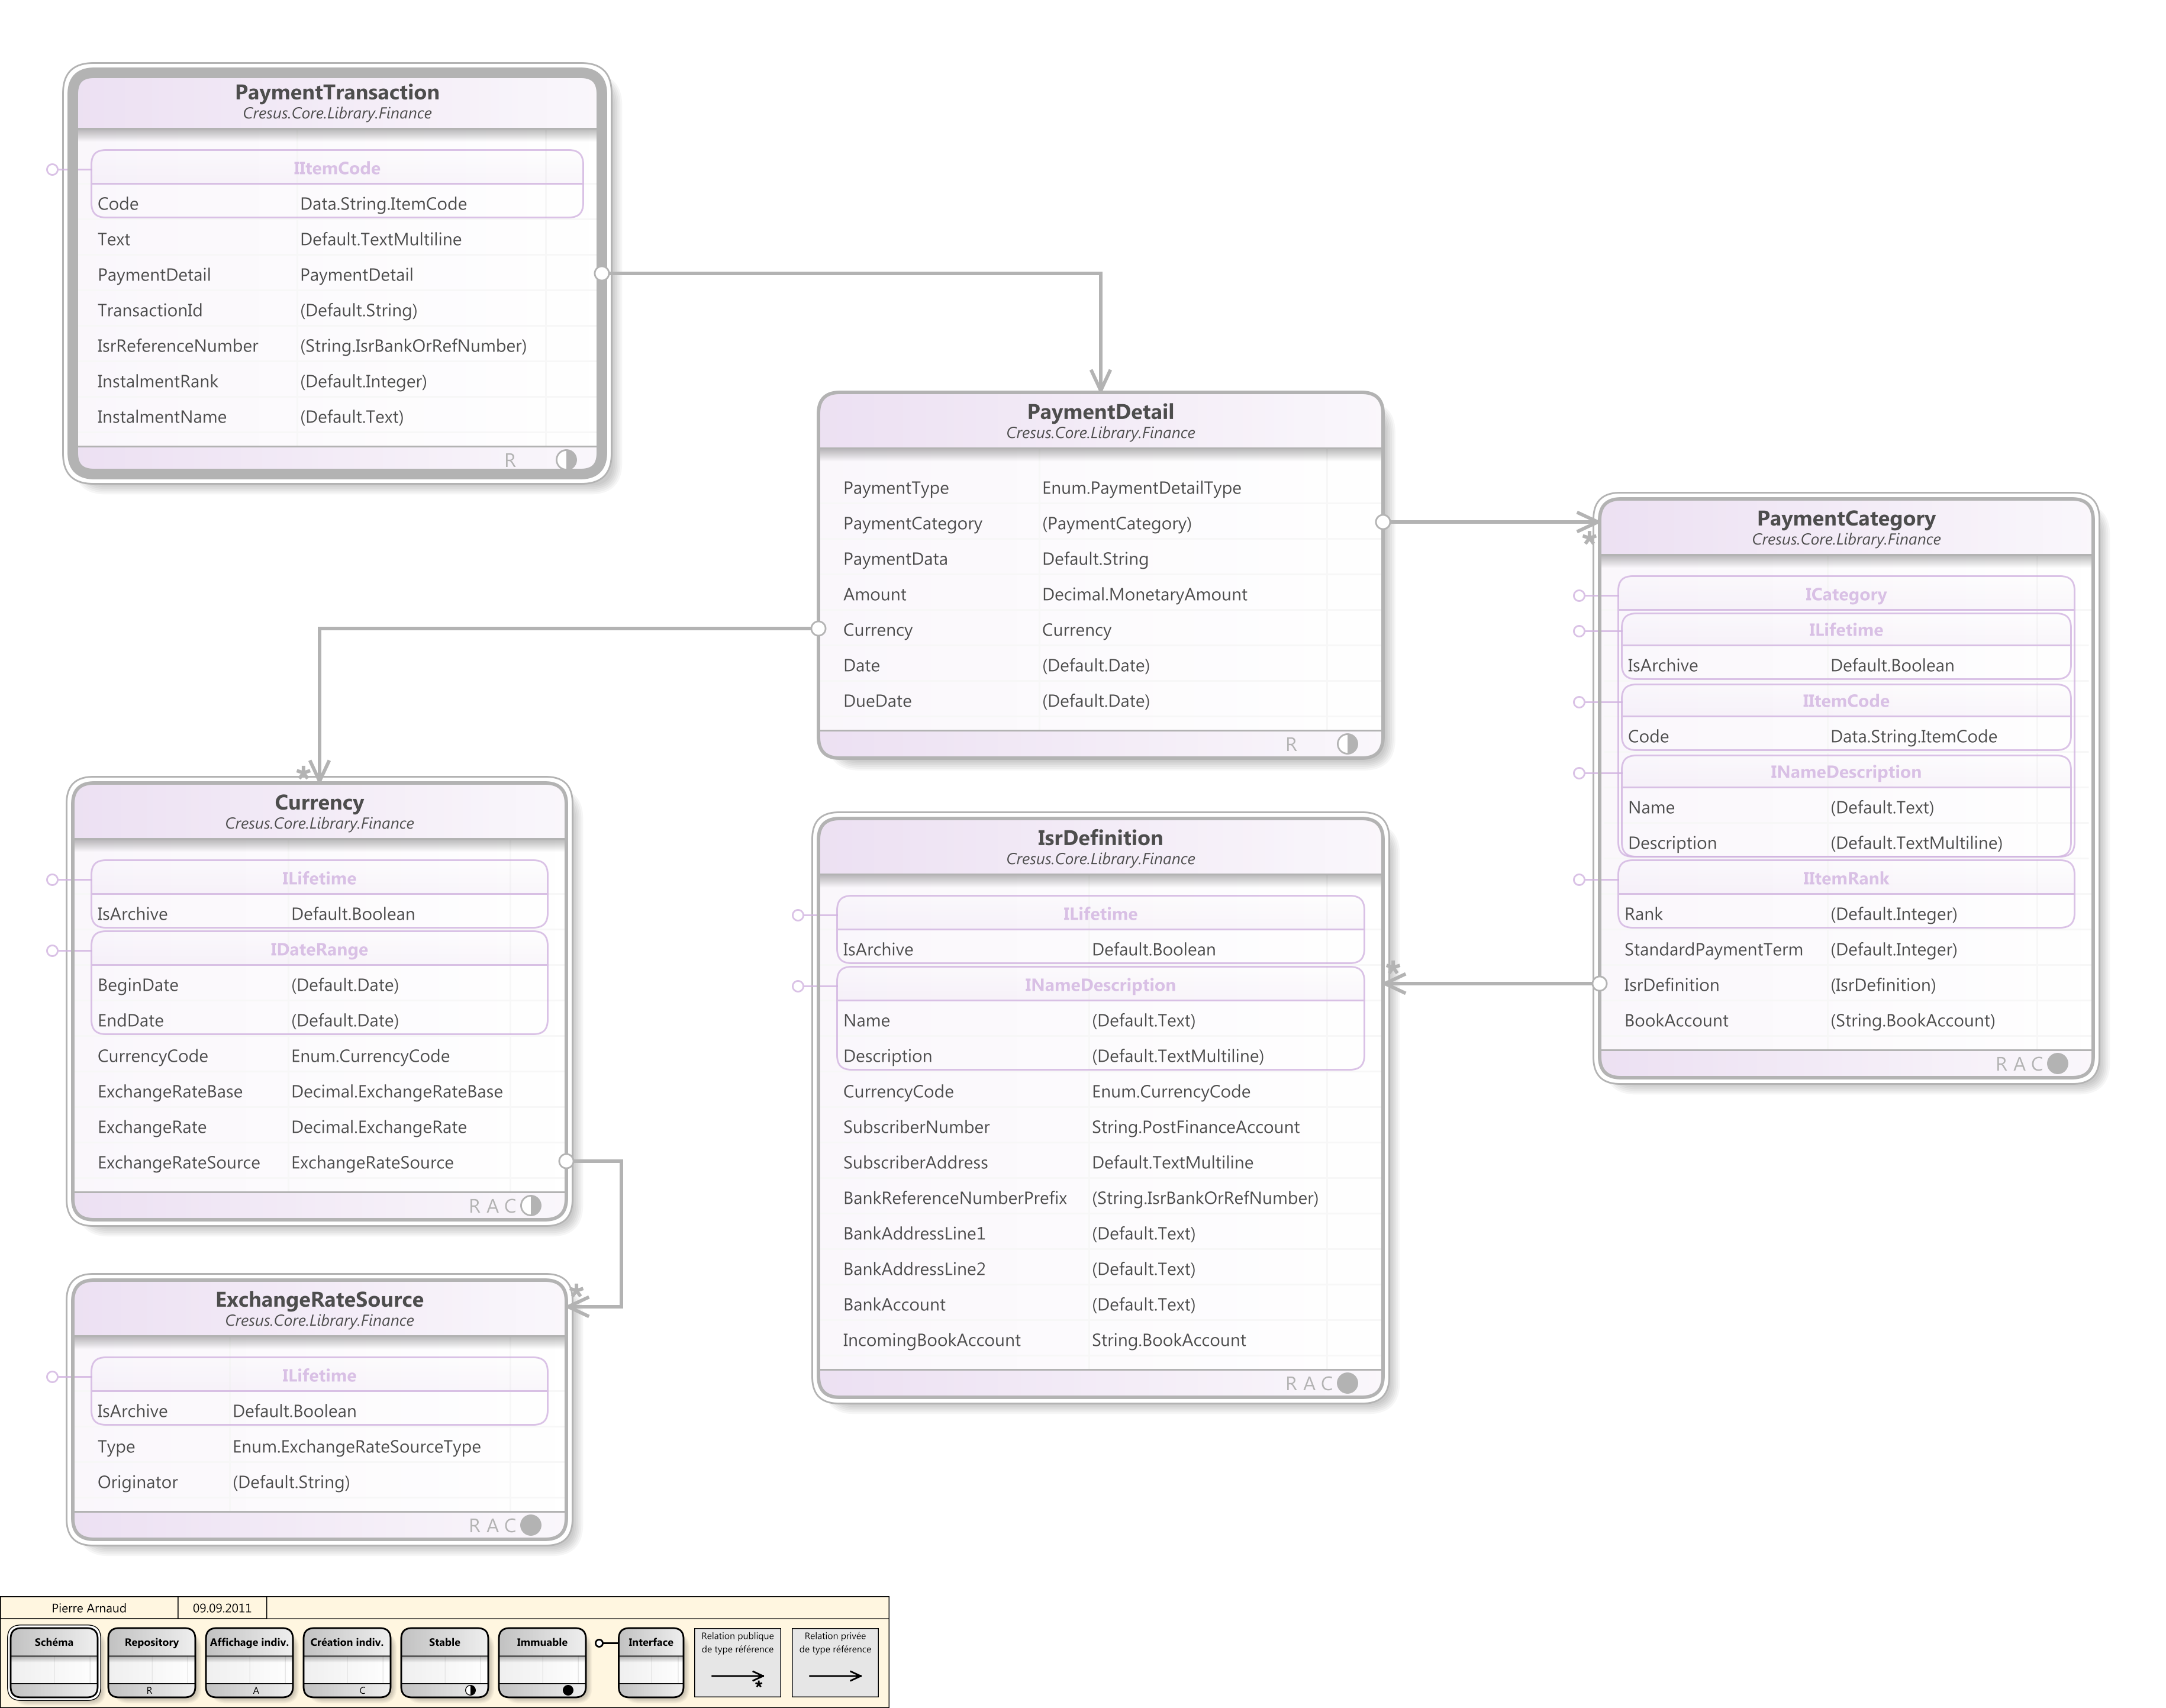 PaymentTransaction
Cresus.Core.Library.Finance
IItemCode
Code Data.String.ItemCode
Text Default.TextMultiline
PaymentDetail PaymentDetail
TransactionId (Default.String)
IsrReferenceNumber (String.IsrBankOrRefNumber)
InstalmentRank (Default.Integer)
InstalmentName (Default.Text)
R
PaymentDetail
Cresus.Core.Library.Finance
PaymentType Enum.PaymentDetailType
PaymentCategory (PaymentCategory)
PaymentData Default.String
Amount Decimal.MonetaryAmount
Currency Currency
Date (Default.Date)
DueDate (Default.Date)
R
*
PaymentCategory
Cresus.Core.Library.Finance
ICategory
ILifetime
IsArchive Default.Boolean
IItemCode
Code Data.String.ItemCode
INameDescription
Name (Default.Text)
Description (Default.TextMultiline)
IItemRank
Rank (Default.Integer)
StandardPaymentTerm (Default.Integer)
IsrDefinition (IsrDefinition)
BookAccount (String.BookAccount)
R A C
*
Currency
Cresus.Core.Library.Finance
ILifetime
IsArchive Default.Boolean
IDateRange
BeginDate (Default.Date)
EndDate (Default.Date)
CurrencyCode Enum.CurrencyCode
ExchangeRateBase Decimal.ExchangeRateBase
ExchangeRate Decimal.ExchangeRate
ExchangeRateSource ExchangeRateSource
R A C
IsrDefinition
Cresus.Core.Library.Finance
ILifetime
IsArchive Default.Boolean
*
INameDescription
Name (Default.Text)
Description (Default.TextMultiline)
CurrencyCode Enum.CurrencyCode
SubscriberNumber String.PostFinanceAccount
SubscriberAddress Default.TextMultiline
BankReferenceNumberPrefix (String.IsrBankOrRefNumber)
BankAddressLine1 (Default.Text)
BankAddressLine2 (Default.Text)
BankAccount (Default.Text)
IncomingBookAccount String.BookAccount
R A C
*
ExchangeRateSource
Cresus.Core.Library.Finance
ILifetime
IsArchive Default.Boolean
Type Enum.ExchangeRateSourceType
Originator (Default.String)
R A C
Pierre Arnaud 09.09.2011
Schéma
Repository
R
Affichage indiv.
A
Création indiv.
C
Stable
Immuable
Interface
Relation publique
de type référence
*
Relation privée
de type référence